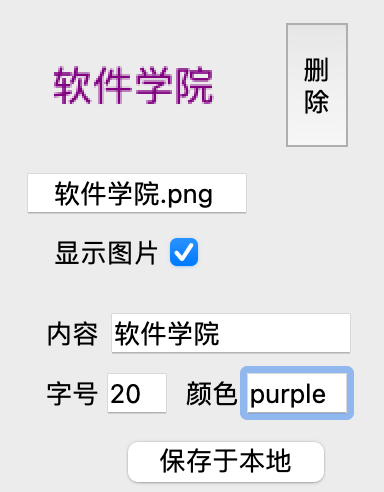 软件学院
删除
软件学院.png
显示图片
内容 软件学院
字号 20 颜色 purple
保存于本地